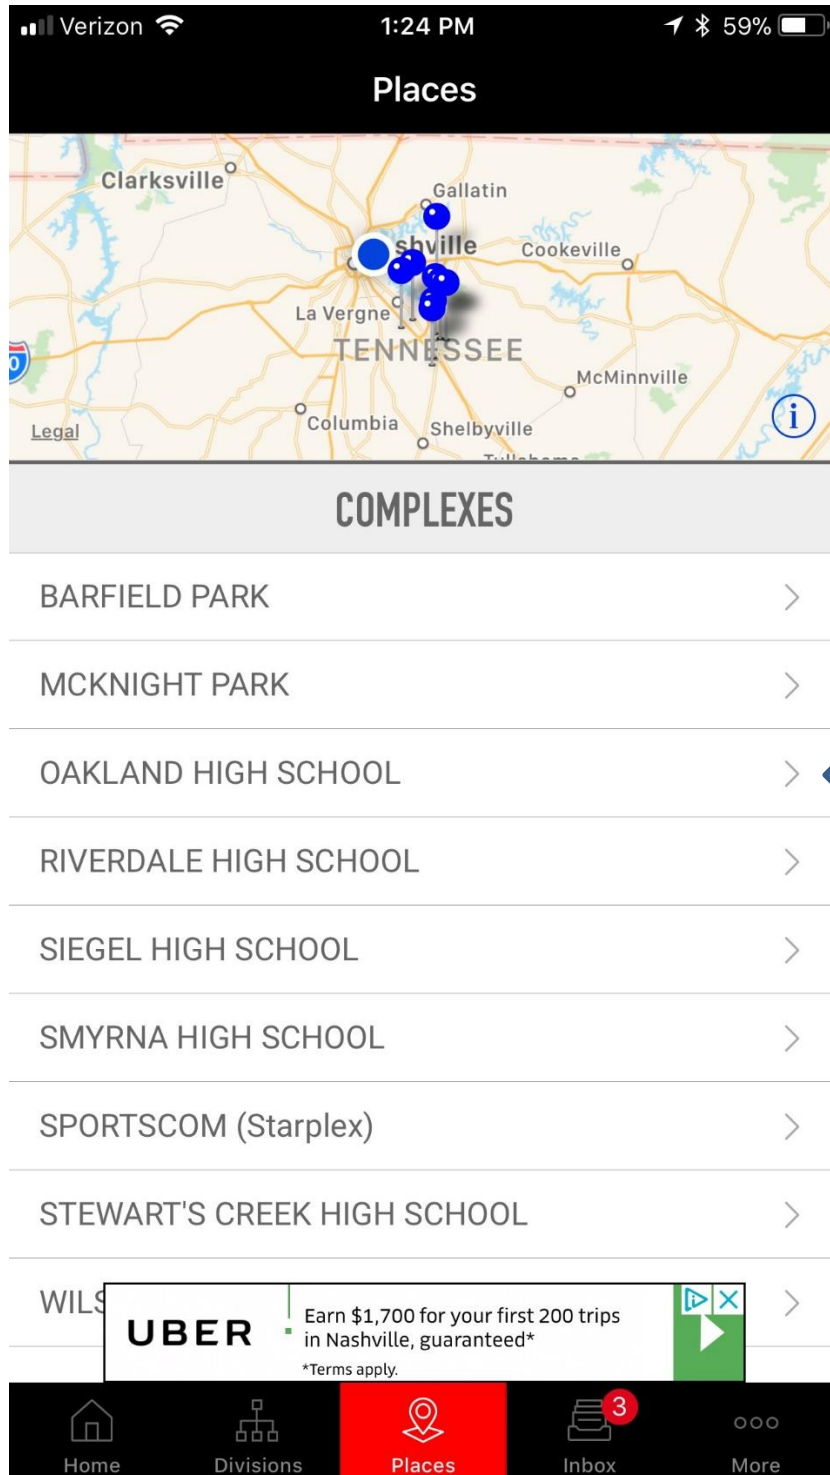 Verizon 1:24 PM 59%
Places
Clarksville
Gallatin
shville
Cookeville
La Vergne
TENNESSEE
McMinnville
Columbia
Shelbyville
Legal
i
COMPLEXES
BARFIELD PARK
MCKNIGHT PARK
OAKLAND HIGH SCHOOL
RIVERDALE HIGH SCHOOL
SIEGEL HIGH SCHOOL
SMYRNA HIGH SCHOOL
SPORTSCOM (Starplex)
STEWART'S CREEK HIGH SCHOOL
WILS
UBER
Earn $1,700 for your first 200 trips
in Nashville, guaranteed*
*Terms apply.
3
Home Divisions Places Inbox More